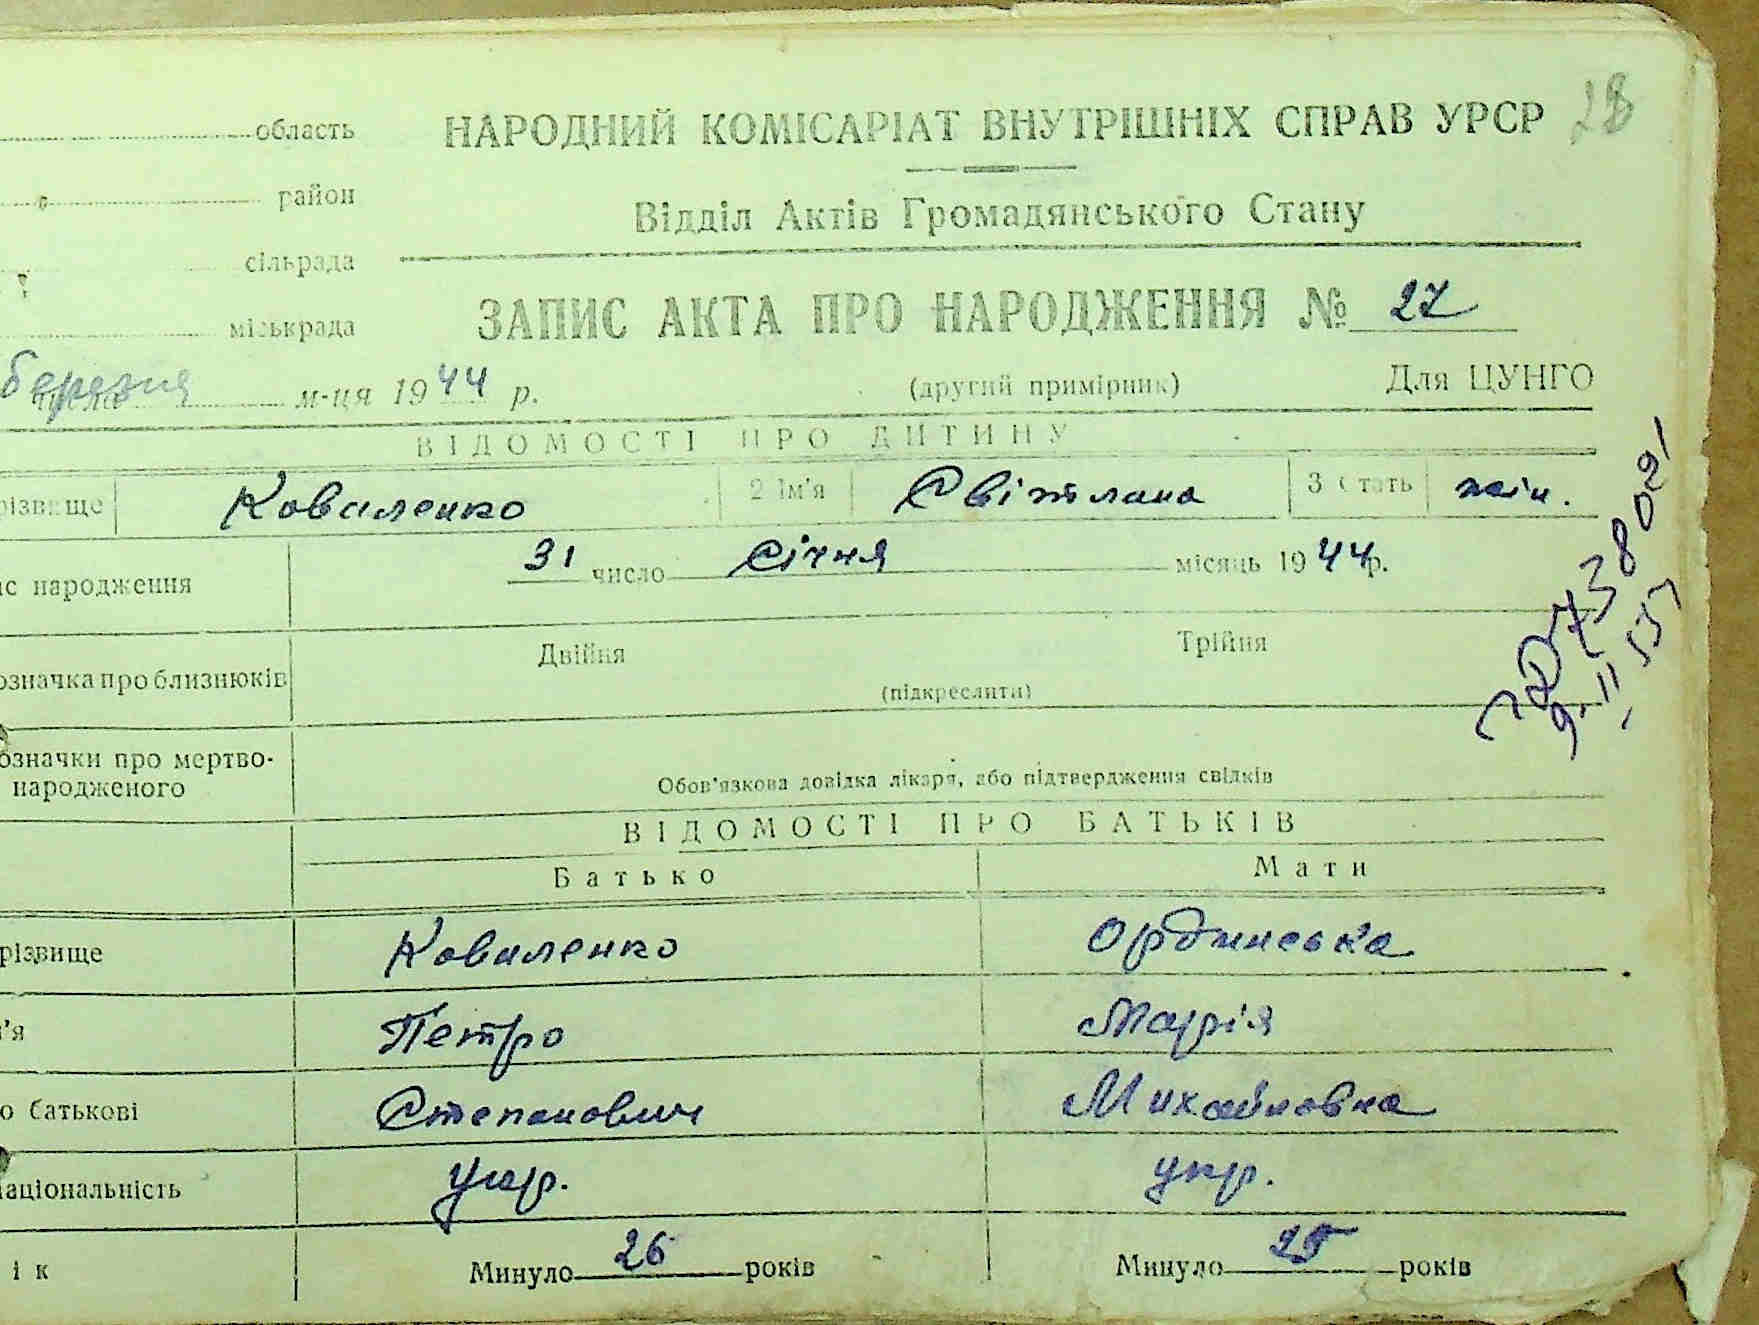 28
область
НАРОДНИЙ КОМІСАРІАТ ВНУТРІШНІХ СПРАВ УРСР
район
Відділ Актів Громадянського Стану
сільрада
міськрада
ЗАПИС АКТА ПРО НАРОДЖЕННЯ № 27
березня м-ця 1944 р.
(другий примірник) Для ЦУНГО
ВІДОМОСТІ ПРО ДИТИНУ
різвище Коваленко 2 Ім'я Світлана 3 Стать жін.
ас народження 31 число січня місяць 1944 р.
означка про близнюків Двійня Трійня
(підкреслити)
означки про мертво-
народженого
Обов'язкова довідка лікаря, або підтвердження свідків
ВІДОМОСТІ ПРО БАТЬКІВ
Батько Мати
різвище Коваленко Ординська
'я Петро Марія
о батькові Степанович Михайловна
аціональність укр. укр.
ік Минуло 26 років Минуло 25 років